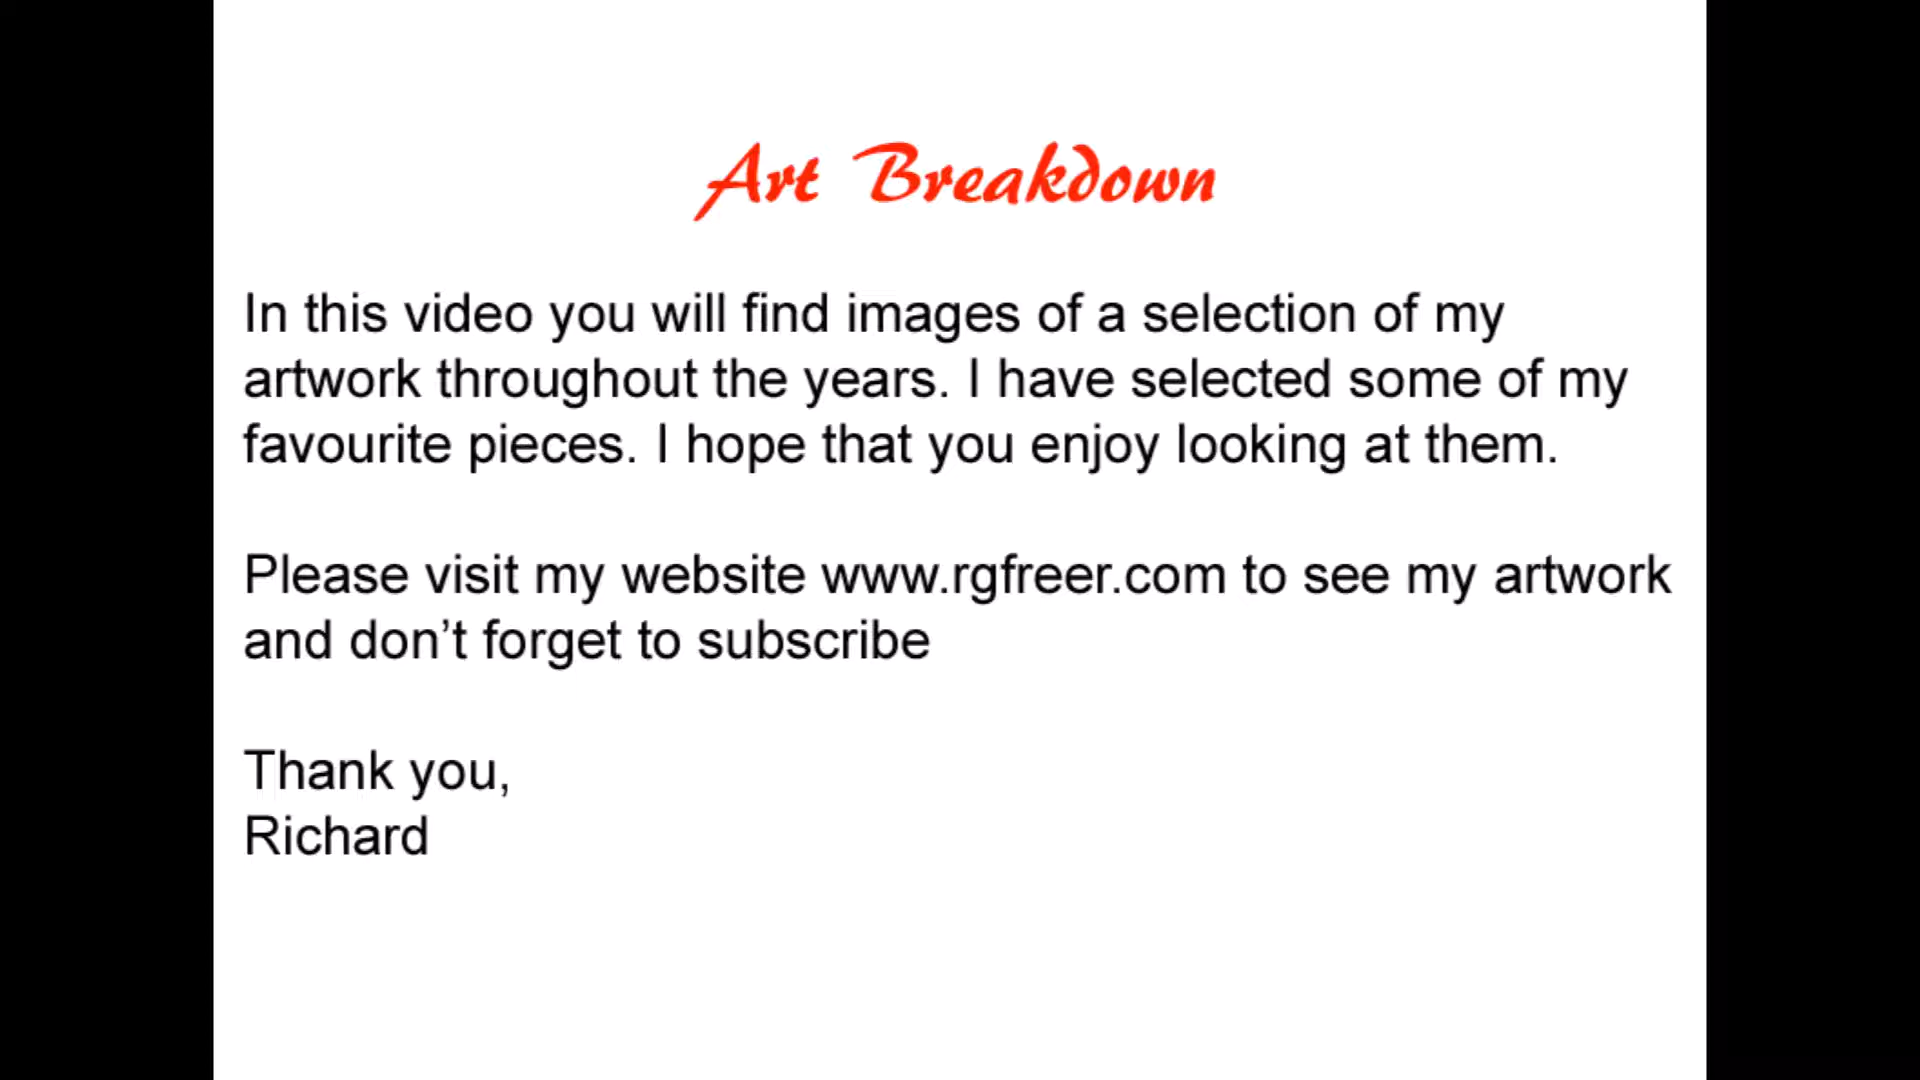 Art Breakdown
In this video you will find images of a selection of my
artwork throughout the years. I have selected some of my
favourite pieces. I hope that you enjoy looking at them.
Please visit my website www.rgfreer.com to see my artwork
and don’t forget to subscribe
Thank you,
Richard